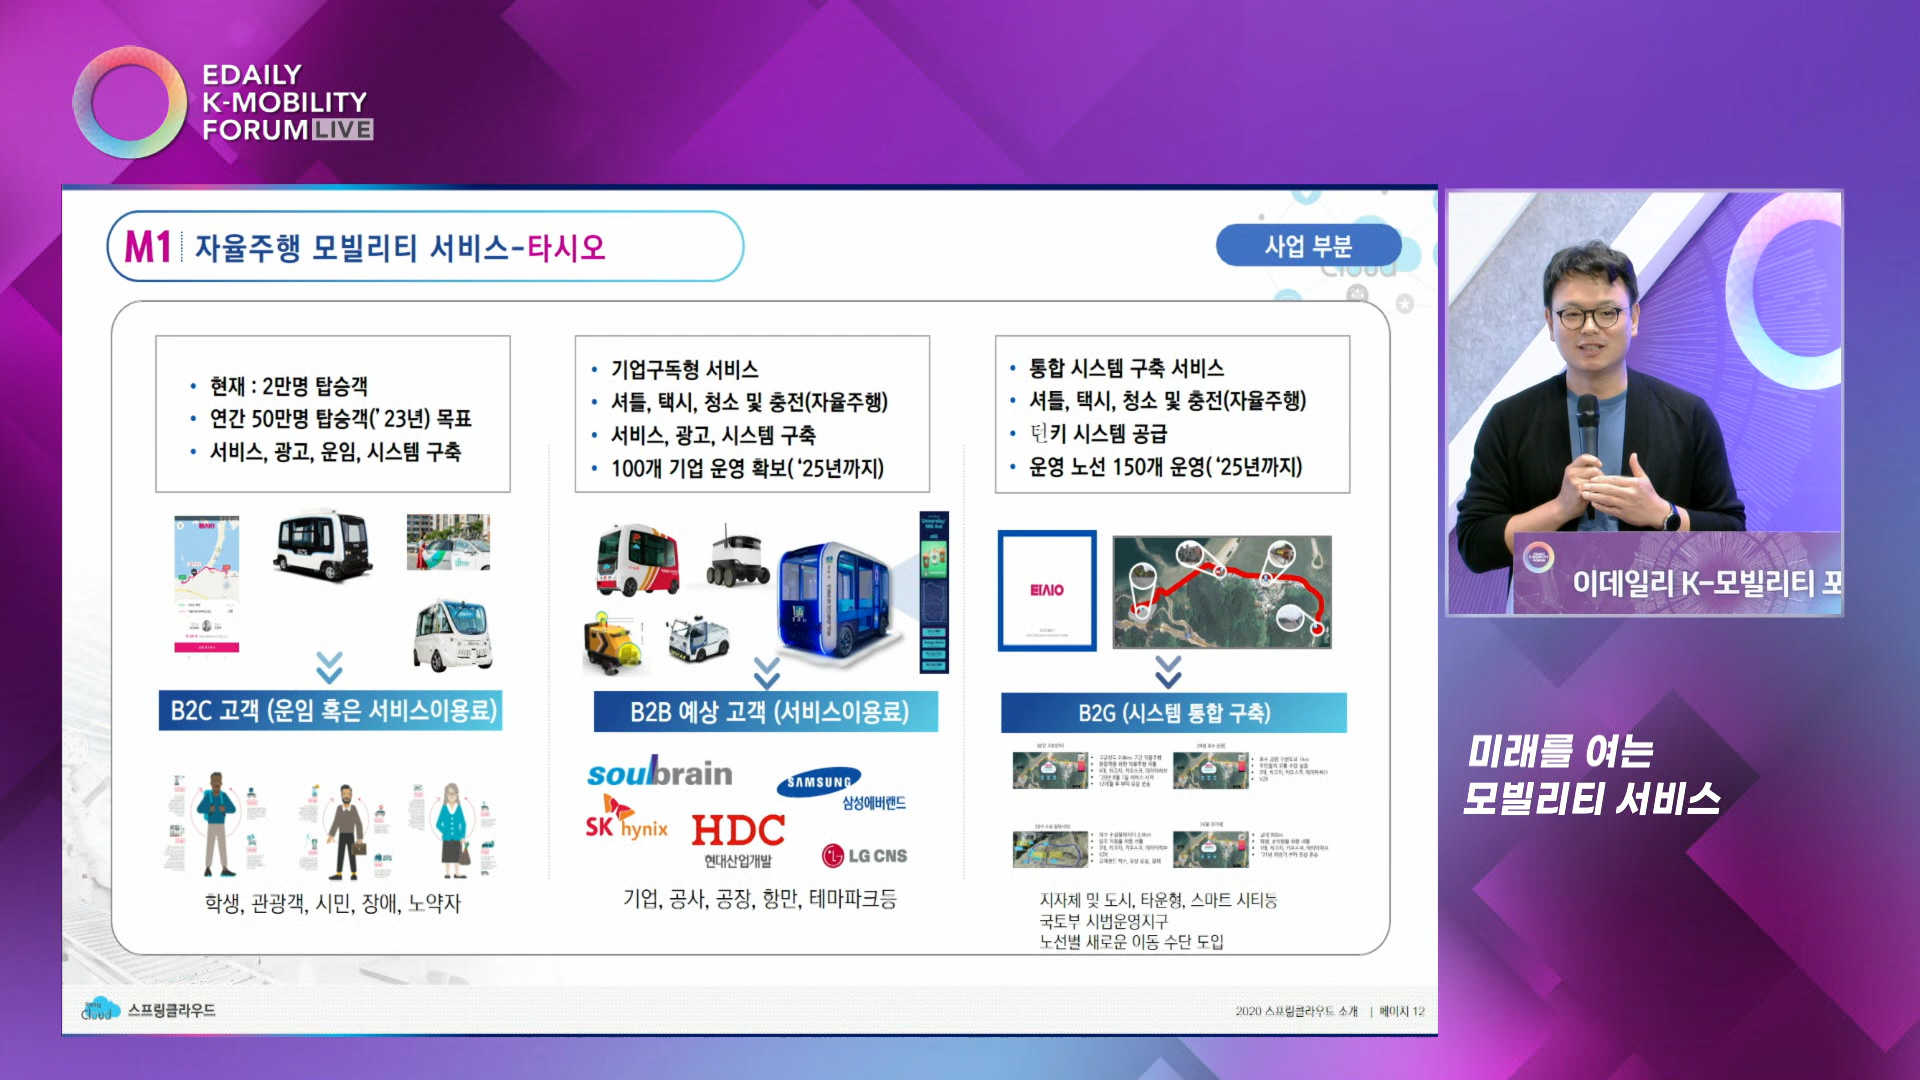 EDAILY
K-MOBILITY
FORUM LIVE
M1 자율주행 모빌리티 서비스-타시오
사업 부분
• 현재 : 2만명 탑승객
• 연간 50만명 탑승객(’23년) 목표
• 서비스, 광고, 운임, 시스템 구축
B2C 고객 (운임 혹은 서비스이용료)
학생, 관광객, 시민, 장애, 노약자
• 기업구독형 서비스
• 셔틀, 택시, 청소 및 충전(자율주행)
• 서비스, 광고, 시스템 구축
• 100개 기업 운영 확보( ‘25년까지)
B2B 예상 고객 (서비스이용료)
soulbrain
SAMSUNG
삼성에버랜드
SK hynix
HDC
현대산업개발
LG CNS
기업, 공사, 공장, 항만, 테마파크등
• 통합 시스템 구축 서비스
• 셔틀, 택시, 청소 및 충전(자율주행)
• 턴키 시스템 공급
• 운영 노선 150개 운영( ‘25년까지)
B2G (시스템 통합 구축)
지자체 및 도시, 타운형, 스마트 시티등
국토부 시범운영지구
노선별 새로운 이동 수단 도입
Cloud 스프링클라우드
2020 스프링클라우드 소개 | 페이지 12
이데일리 K-모빌리티 포
미래를 여는
모빌리티 서비스